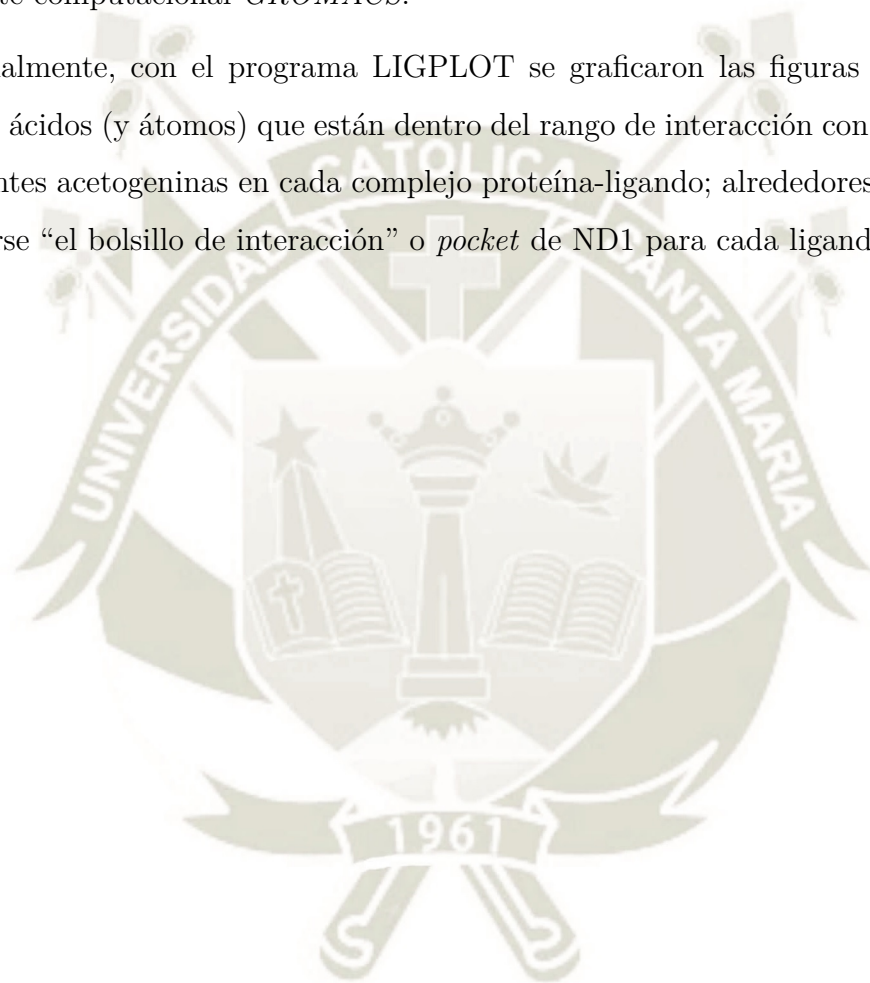 te computacional GROMACS.
almente, con el programa LIGPLOT se graficaron las figuras
ácidos (y átomos) que están dentro del rango de interacción con
ntes acetogeninas en cada complejo proteína-ligando; alrededores
rse “el bolsillo de interacción” o pocket de ND1 para cada ligand
UNIVERSIDAD CATOLICA SANTA MARIA
1961